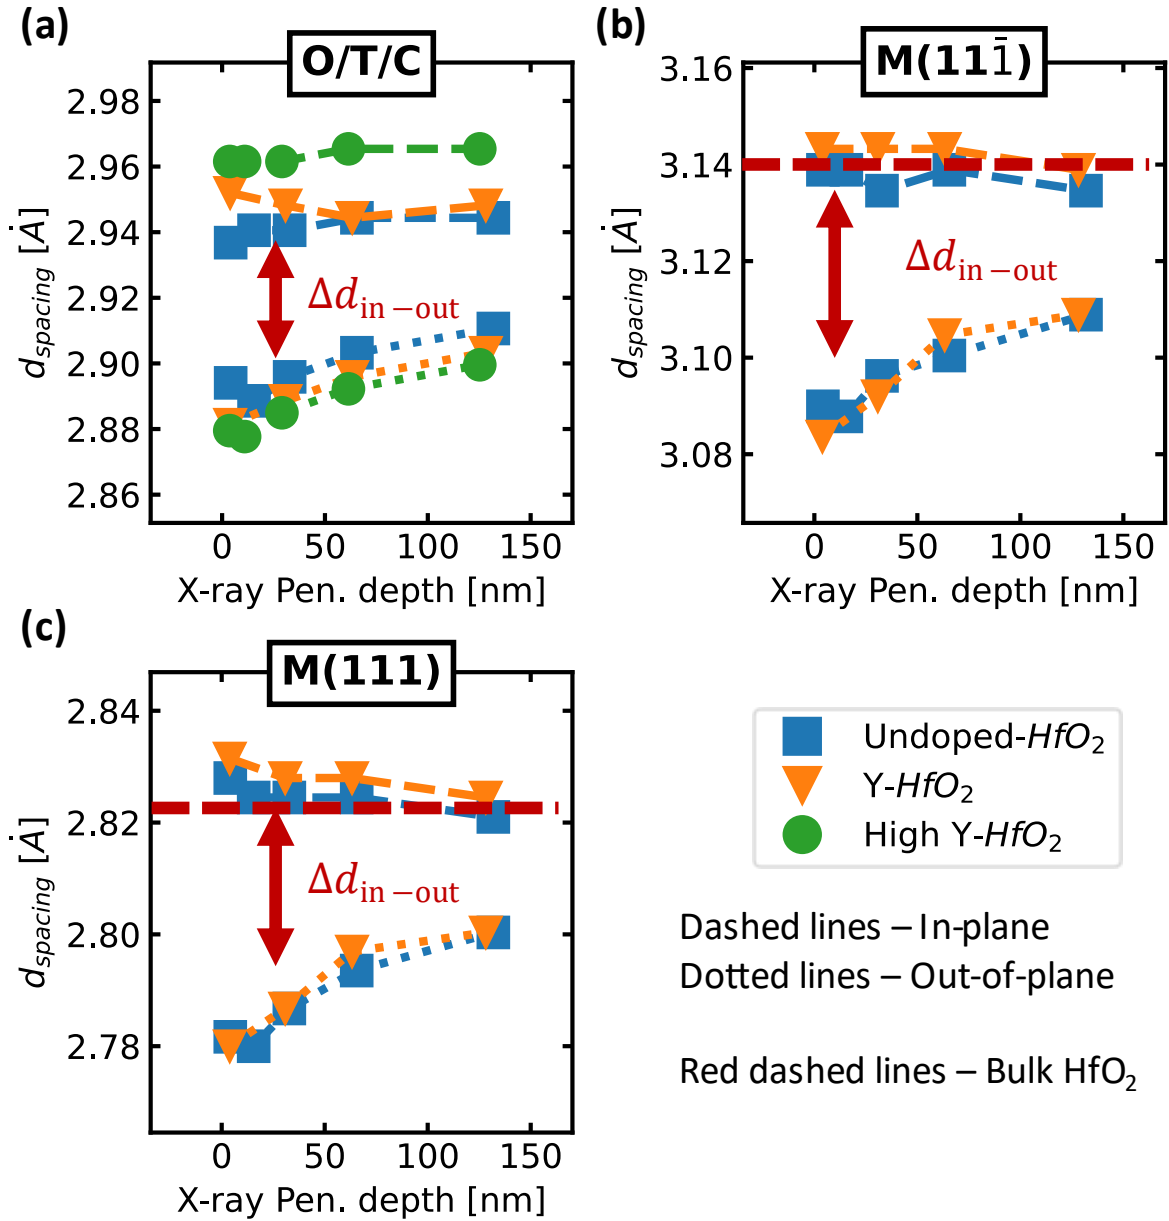 (a)
O/T/C
2.98
2.96
2.94
2.92
2.90
2.88
2.86
d_spacing [Ȧ]
Δd_in−out
0 50 100 150
X-ray Pen. depth [nm]
(b)
M(111̄)
3.16
3.14
3.12
3.10
3.08
d_spacing [Ȧ]
Δd_in−out
0 50 100 150
X-ray Pen. depth [nm]
(c)
M(111)
2.84
2.82
2.80
2.78
d_spacing [Ȧ]
Δd_in−out
0 50 100 150
X-ray Pen. depth [nm]
Undoped-HfO₂
Y-HfO₂
High Y-HfO₂
Dashed lines – In-plane
Dotted lines – Out-of-plane
Red dashed lines – Bulk HfO₂